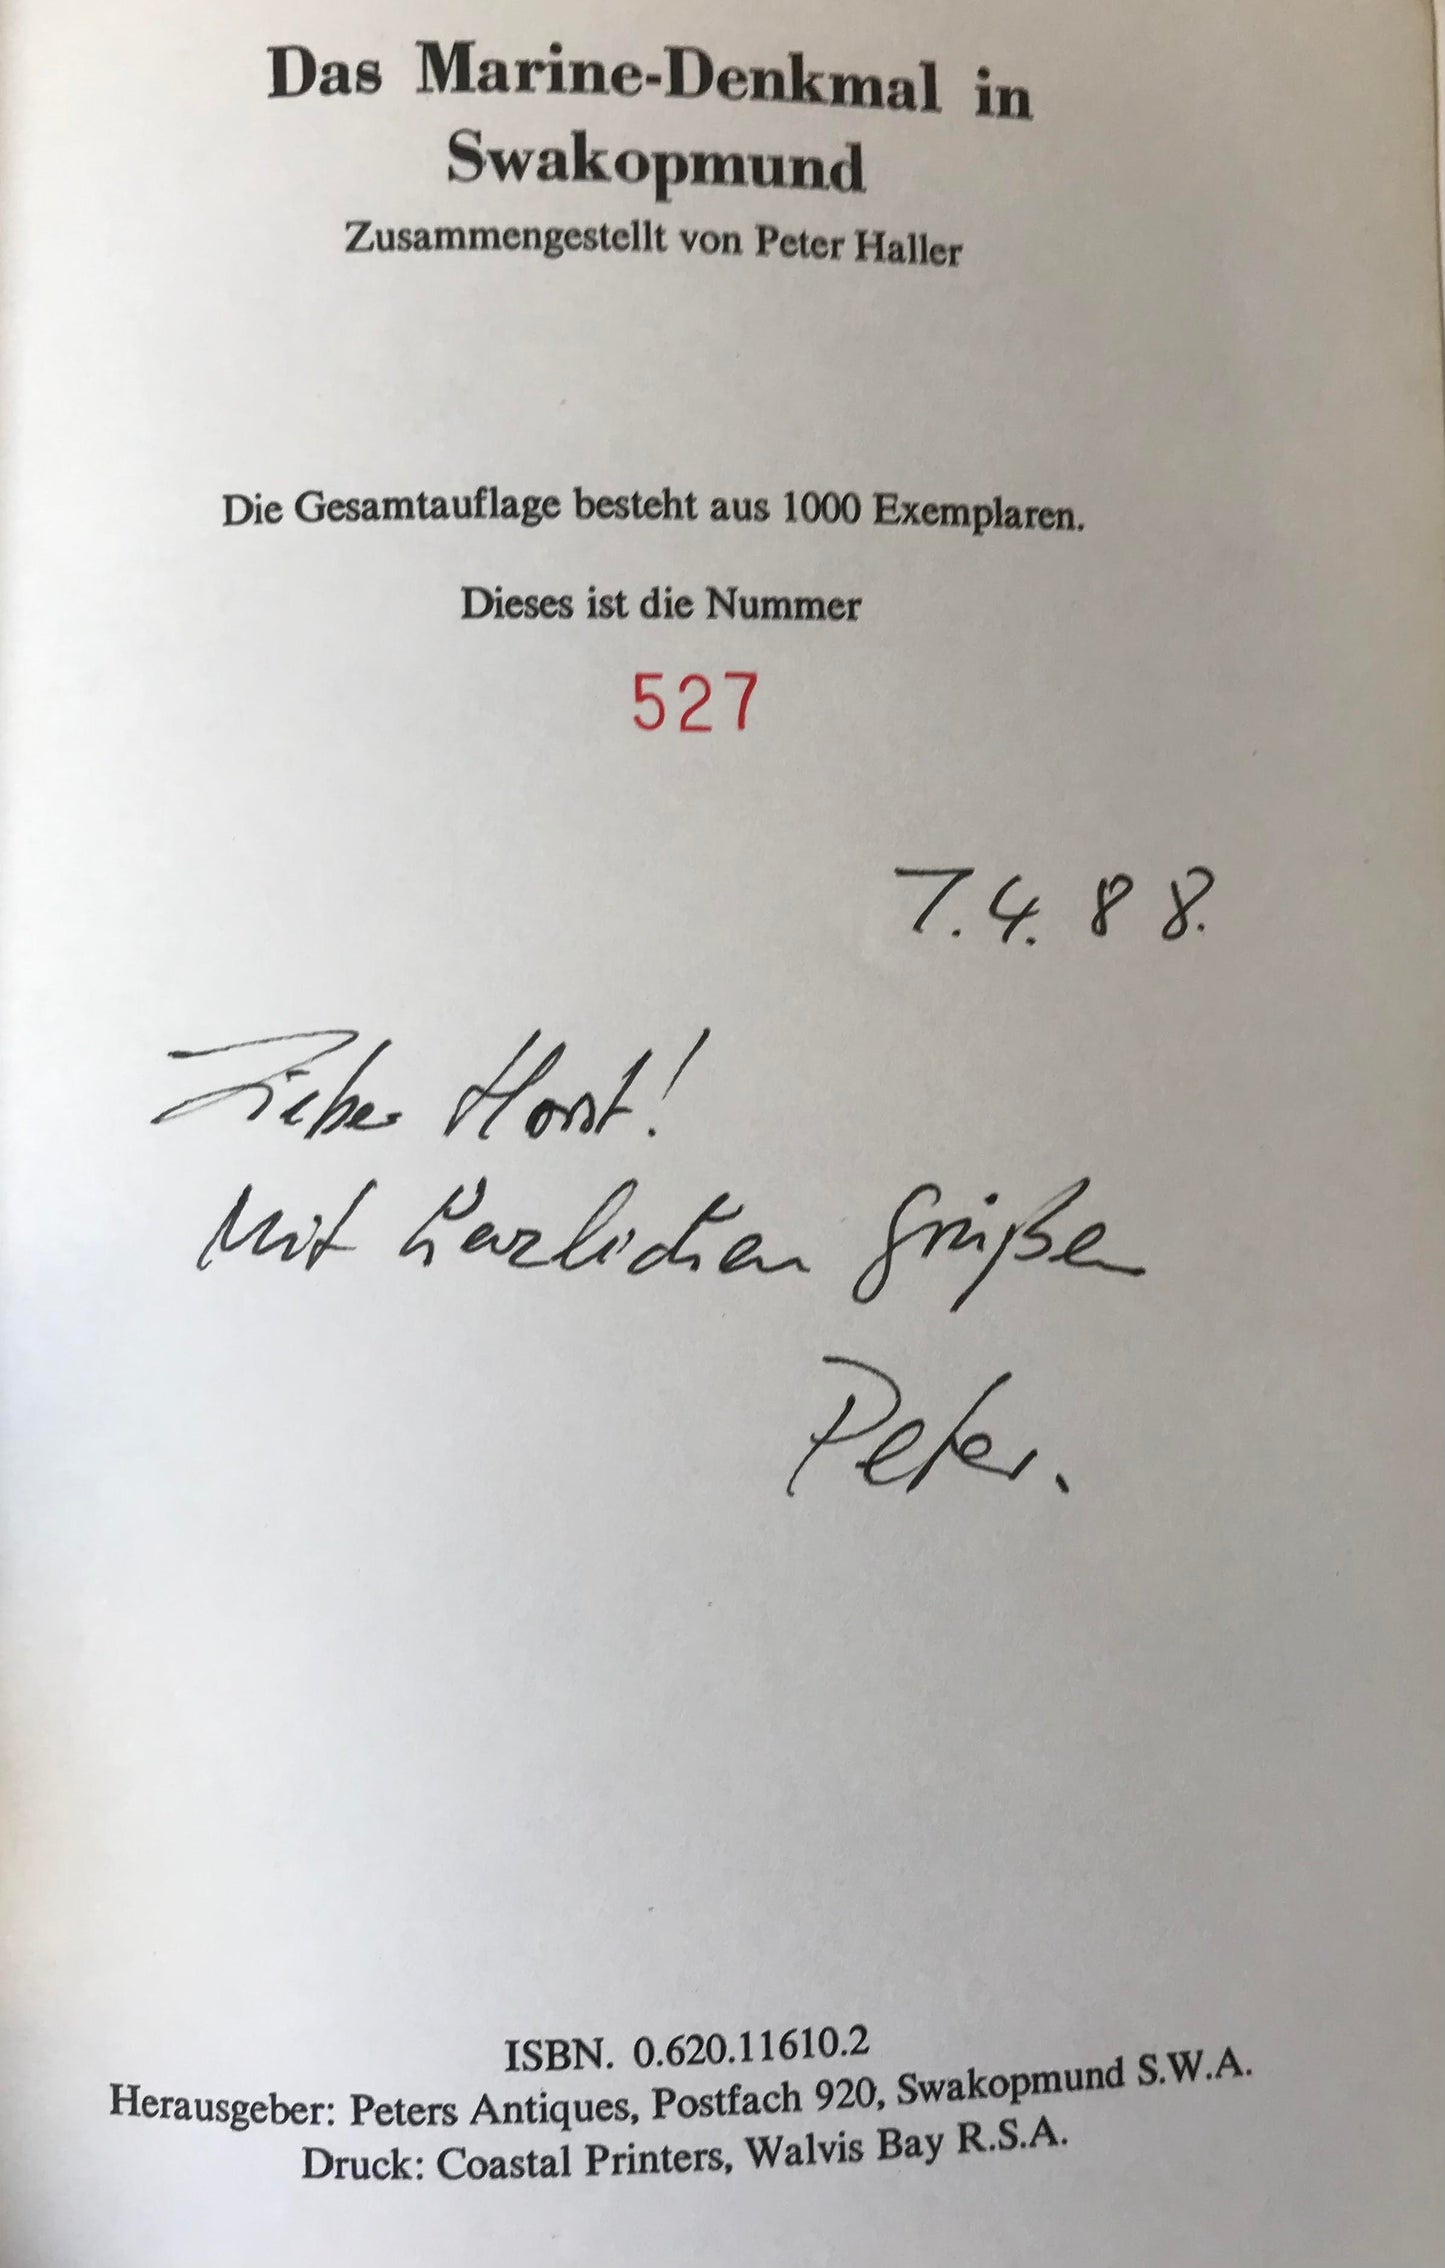 Das Marine-Denkmal in
Swakopmund
Zusammengestellt von Peter Haller
Die Gesamtauflage besteht aus 1000 Exemplaren.
Dieses ist die Nummer
527
7.4.88.
Lieber Horst!
Mit herzlichen Grüßen
Peter.
ISBN. 0.620.11610.2
Herausgeber: Peters Antiques, Postfach 920, Swakopmund S.W.A.
Druck: Coastal Printers, Walvis Bay R.S.A.